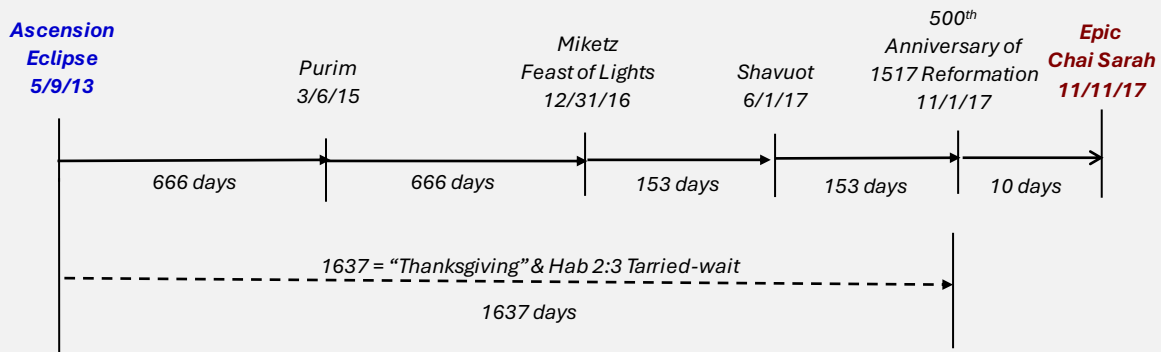 Ascension
Eclipse
5/9/13
Purim
3/6/15
Miketz
Feast of Lights
12/31/16
Shavuot
6/1/17
500th
Anniversary of
1517 Reformation
11/1/17
Epic
Chai Sarah
11/11/17
666 days
666 days
153 days
153 days
10 days
1637 = “Thanksgiving” & Hab 2:3 Tarried-wait
1637 days